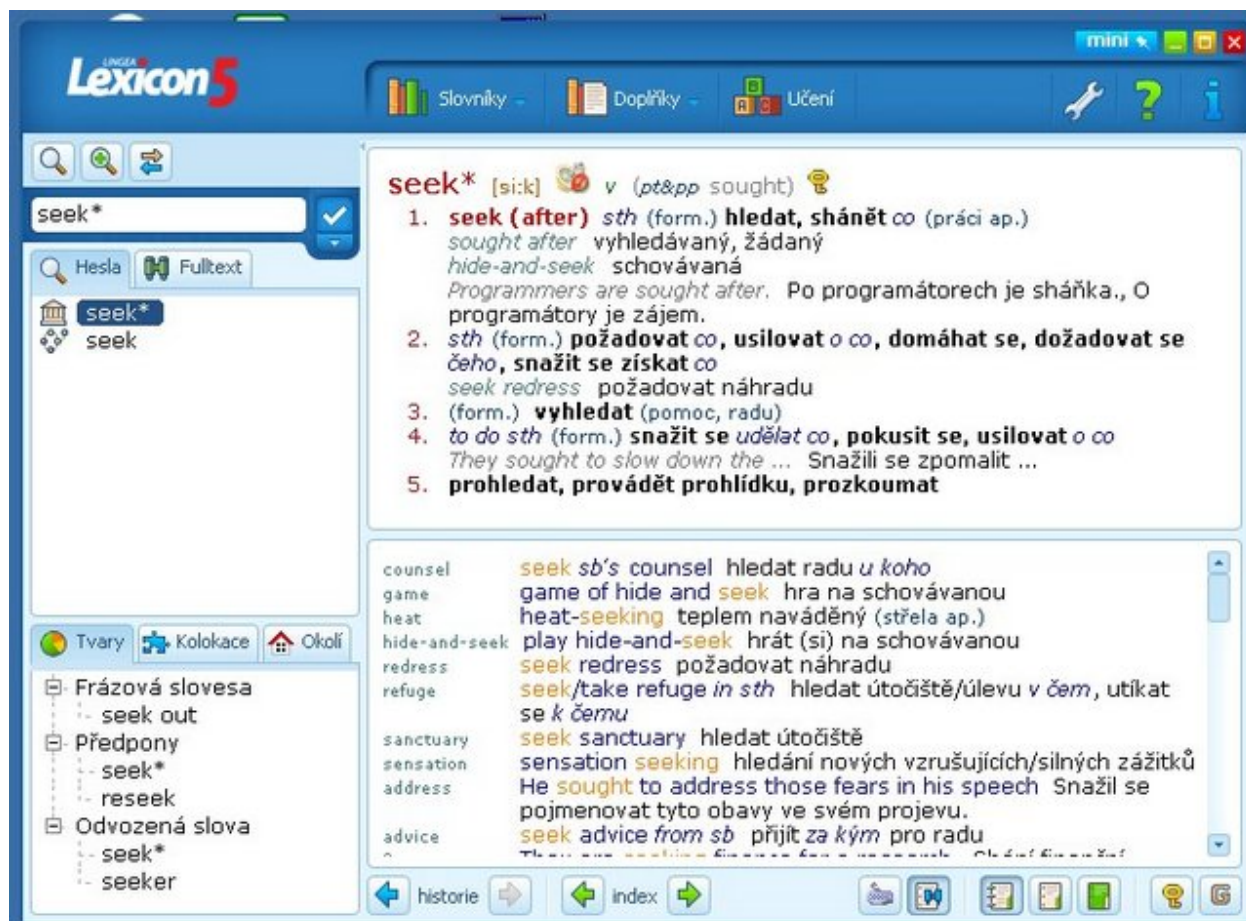 mini
LINGEA
Lexicon5
Slovníky
Doplňky
Učení
seek*
Hesla
Fulltext
seek*
seek
Tvary
Kolokace
Okolí
Frázová slovesa
seek out
Předpony
seek*
reseek
Odvozená slova
seek*
seeker
seek* [si:k] v (pt&pp sought)
1. seek (after) sth (form.) hledat, shánět co (práci ap.)
sought after vyhledávaný, žádaný
hide-and-seek schovávaná
Programmers are sought after. Po programátorech je sháňka., O
programátory je zájem.
2. sth (form.) požadovat co, usilovat o co, domáhat se, dožadovat se
čeho, snažit se získat co
seek redress požadovat náhradu
3. (form.) vyhledat (pomoc, radu)
4. to do sth (form.) snažit se udělat co, pokusit se, usilovat o co
They sought to slow down the ... Snažili se zpomalit ...
5. prohledat, provádět prohlídku, prozkoumat
counsel seek sb's counsel hledat radu u koho
game game of hide and seek hra na schovávanou
heat heat-seeking teplem naváděný (střela ap.)
hide-and-seek play hide-and-seek hrát (si) na schovávanou
redress seek redress požadovat náhradu
refuge seek/take refuge in sth hledat útočiště/úlevu v čem, utíkat
se k čemu
sanctuary seek sanctuary hledat útočiště
sensation sensation seeking hledání nových vzrušujících/silných zážitků
address He sought to address those fears in his speech Snažil se
pojmenovat tyto obavy ve svém projevu.
advice seek advice from sb přijít za kým pro radu
They are seeking finance for a research. Shání finanční
historie
index
G